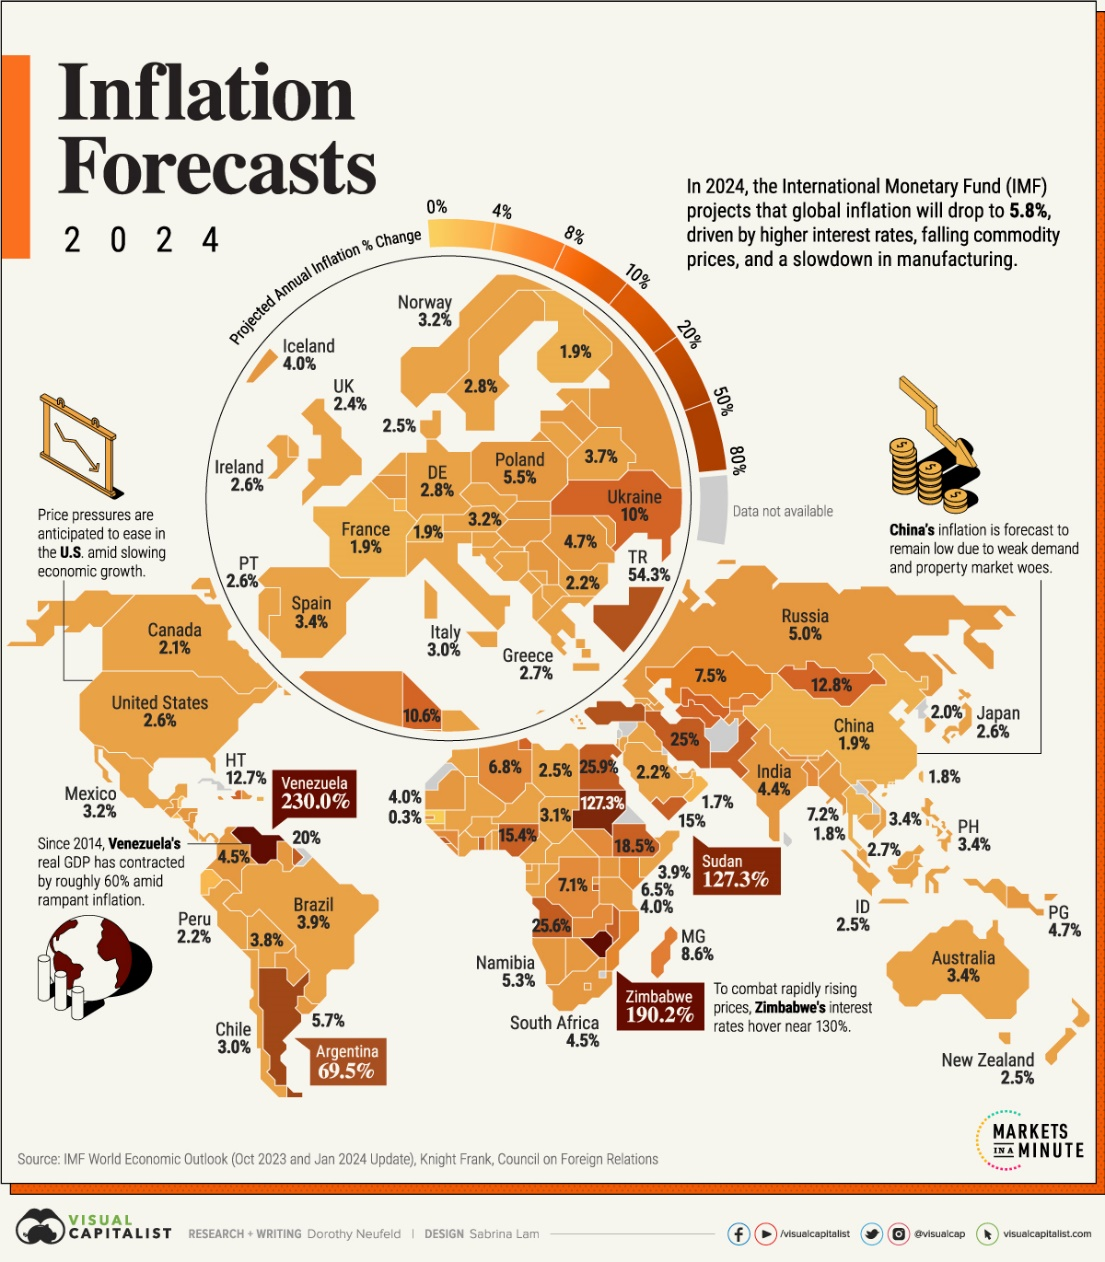 Inflation
Forecasts
2 0 2 4
In 2024, the International Monetary Fund (IMF)
projects that global inflation will drop to 5.8%,
driven by higher interest rates, falling commodity
prices, and a slowdown in manufacturing.
Projected Annual Inflation % Change
0%
4%
8%
10%
20%
50%
80%
Data not available
Norway
3.2%
Iceland
4.0%
1.9%
UK
2.4%
2.8%
2.5%
Ireland
2.6%
DE
2.8%
Poland
5.5%
3.7%
Ukraine
10%
France
1.9%
1.9%
3.2%
4.7%
PT
2.6%
2.2%
TR
54.3%
Spain
3.4%
Italy
3.0%
Greece
2.7%
10.6%
Price pressures are
anticipated to ease in
the U.S. amid slowing
economic growth.
China's inflation is forecast to
remain low due to weak demand
and property market woes.
Canada
2.1%
United States
2.6%
Mexico
3.2%
HT
12.7%
Venezuela
230.0%
20%
Since 2014, Venezuela's
real GDP has contracted
by roughly 60% amid
rampant inflation.
4.5%
Brazil
3.9%
Peru
2.2%
3.8%
Chile
3.0%
5.7%
Argentina
69.5%
Russia
5.0%
7.5%
12.8%
China
1.9%
2.0%
Japan
2.6%
25%
2.2%
India
4.4%
1.8%
1.7%
15%
7.2%
1.8%
3.4%
2.7%
PH
3.4%
ID
2.5%
PG
4.7%
4.0%
0.3%
6.8%
2.5%
25.9%
127.3%
3.1%
15.4%
18.5%
Sudan
127.3%
3.9%
6.5%
4.0%
7.1%
25.6%
MG
8.6%
Namibia
5.3%
Zimbabwe
190.2%
To combat rapidly rising
prices, Zimbabwe's interest
rates hover near 130%.
South Africa
4.5%
Australia
3.4%
New Zealand
2.5%
MARKETS
IN A MINUTE
Source: IMF World Economic Outlook (Oct 2023 and Jan 2024 Update), Knight Frank, Council on Foreign Relations
VISUAL
CAPITALIST
RESEARCH + WRITING Dorothy Neufeld | DESIGN Sabrina Lam
/visualcapitalist
@visualcap
visualcapitalist.com